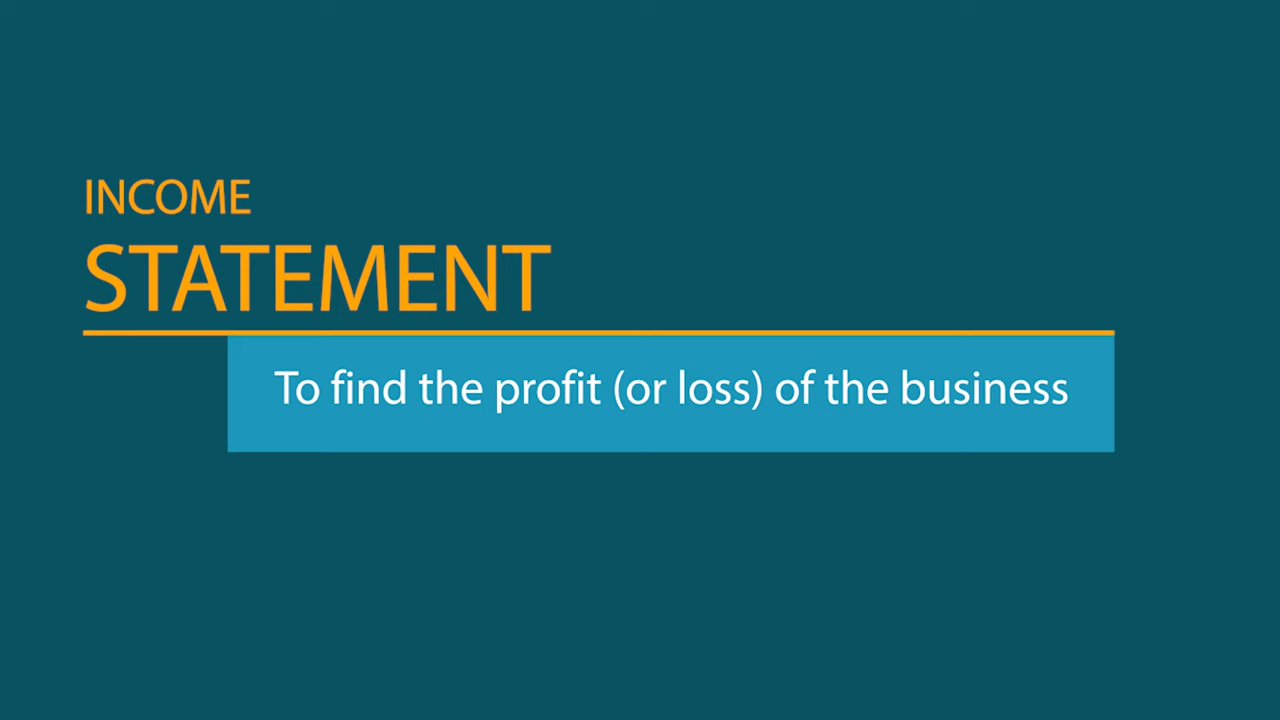 INCOME
STATEMENT
To find the profit (or loss) of the business